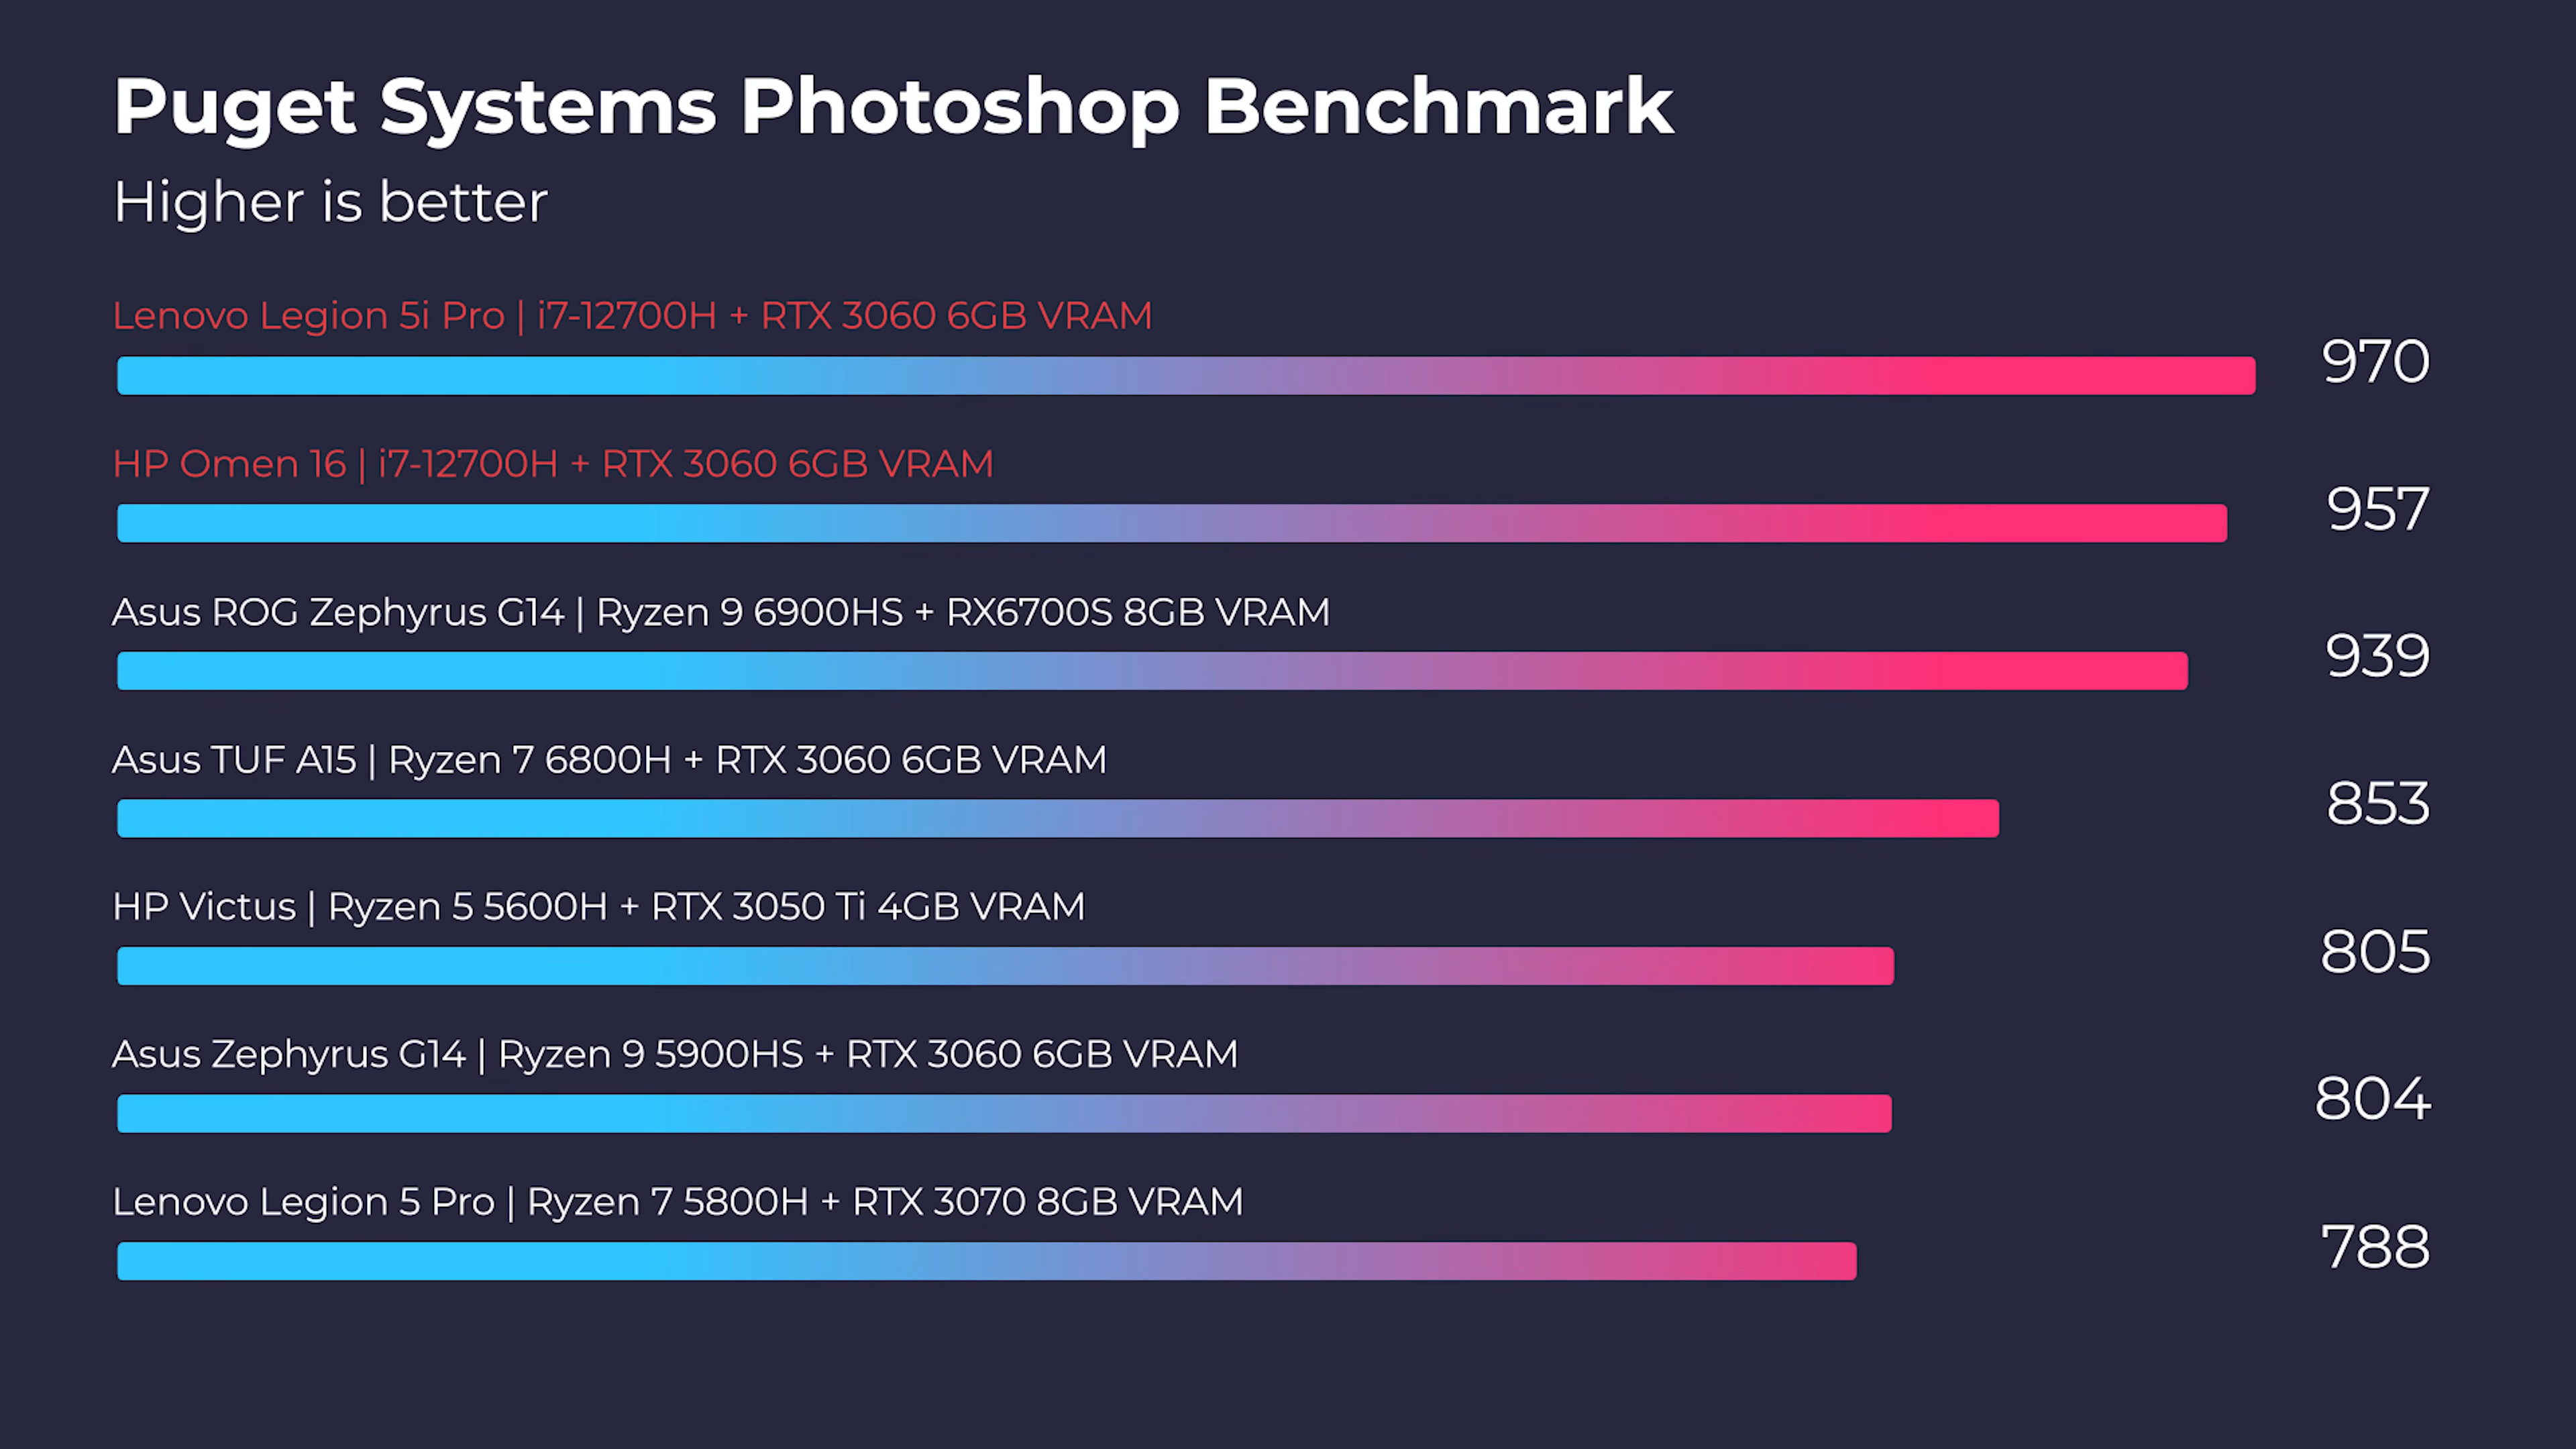 Puget Systems Photoshop Benchmark
Higher is better
Lenovo Legion 5i Pro | i7-12700H + RTX 3060 6GB VRAM
970
HP Omen 16 | i7-12700H + RTX 3060 6GB VRAM
957
Asus ROG Zephyrus G14 | Ryzen 9 6900HS + RX6700S 8GB VRAM
939
Asus TUF A15 | Ryzen 7 6800H + RTX 3060 6GB VRAM
853
HP Victus | Ryzen 5 5600H + RTX 3050 Ti 4GB VRAM
805
Asus Zephyrus G14 | Ryzen 9 5900HS + RTX 3060 6GB VRAM
804
Lenovo Legion 5 Pro | Ryzen 7 5800H + RTX 3070 8GB VRAM
788